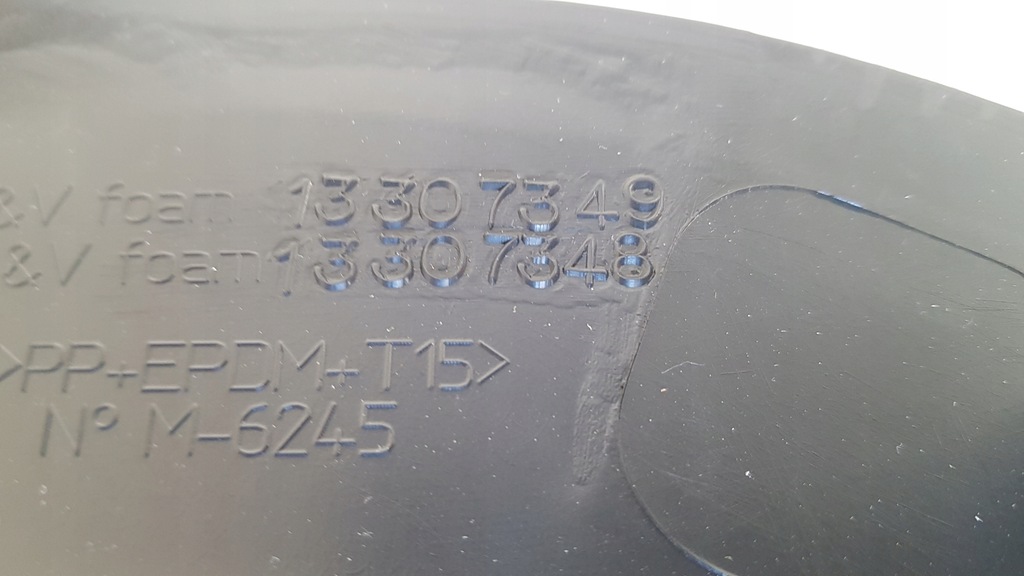 &V foam 13307349
&V foam 13307348
>PP+EPDM+T15<
N° M-6245